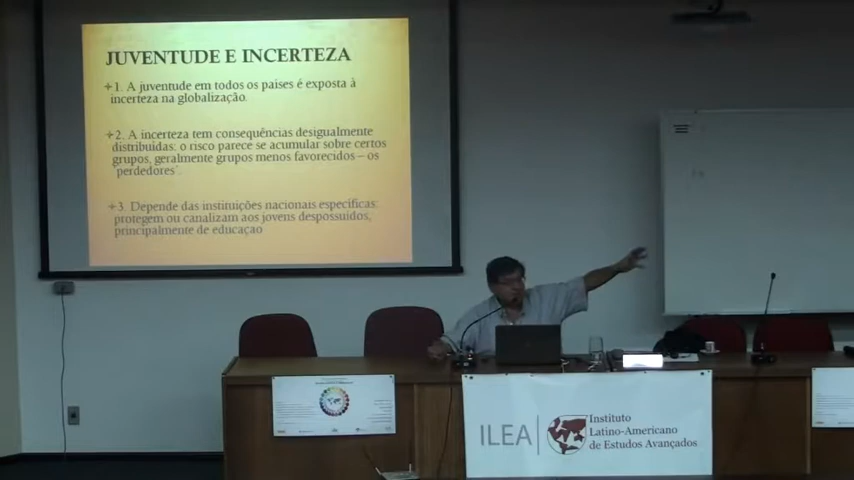 JUVENTUDE E INCERTEZA
1. A juventude em todos os países é exposta à
incerteza na globalização.
2. A incerteza tem consequências desigualmente
distribuídas: o risco parece se acumular sobre certos
grupos, geralmente grupos menos favorecidos – os
"perdedores".
3. Depende das instituições nacionais específicas:
protegem ou canalizam aos jovens despossuídos,
principalmente de educação
ILEA
Instituto
Latino-Americano
de Estudos Avançados